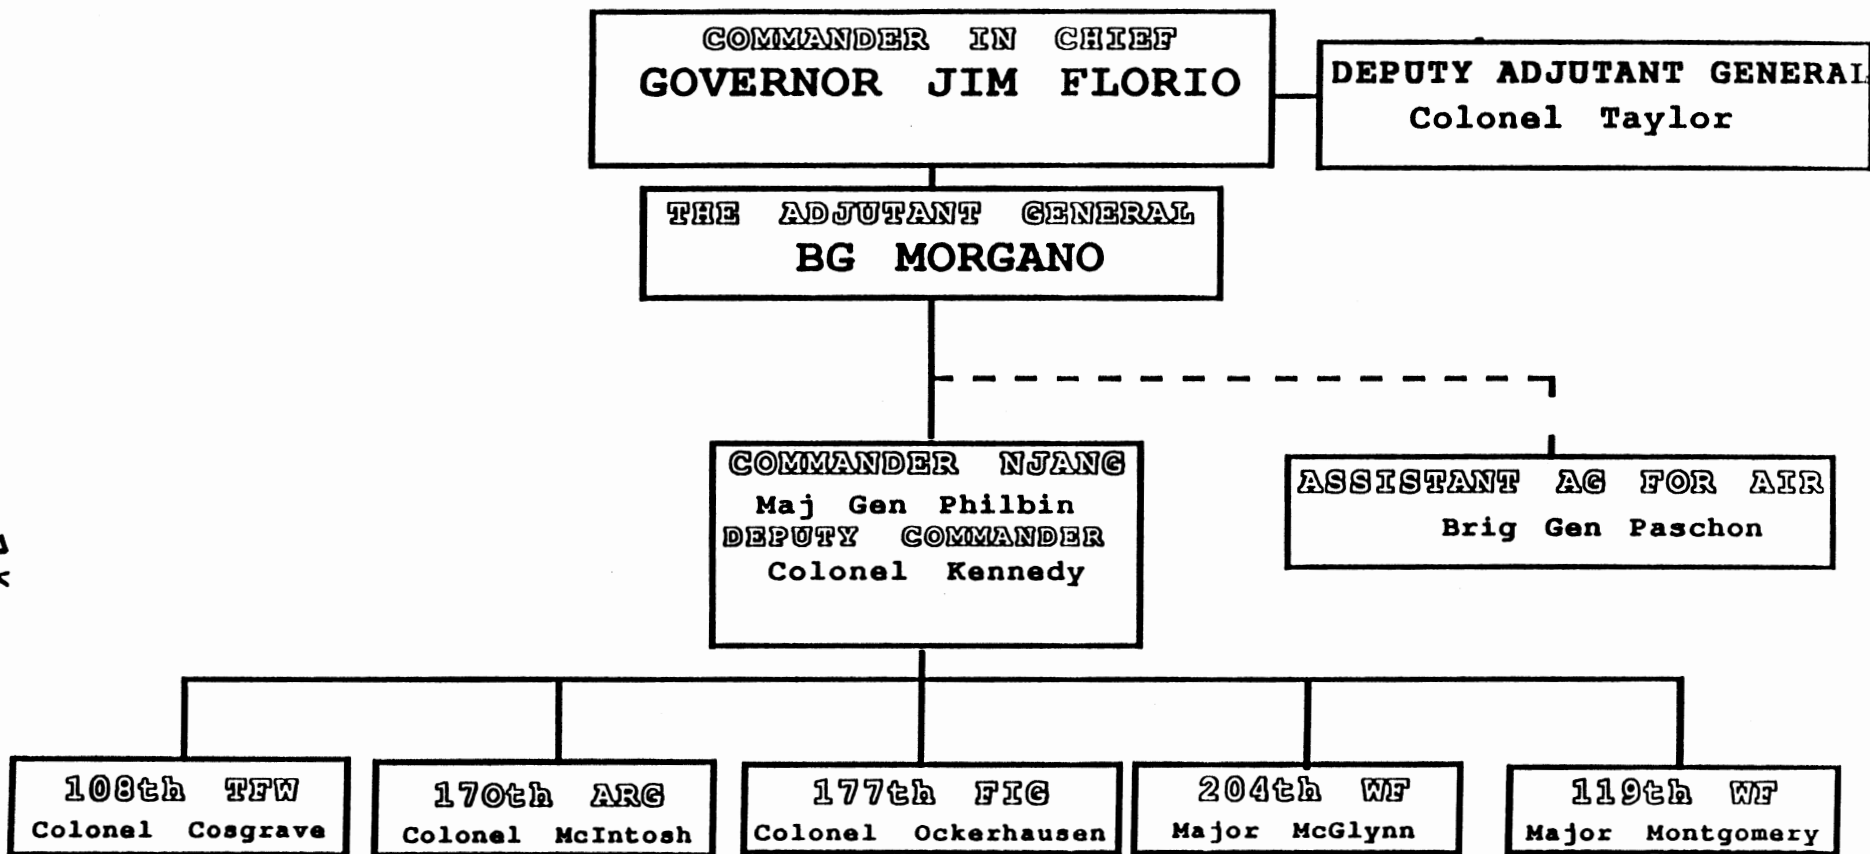 COMMANDER IN CHIEF
GOVERNOR JIM FLORIO
DEPUTY ADJUTANT GENERAL
Colonel Taylor
THE ADJUTANT GENERAL
BG MORGANO
COMMANDER NJANG
Maj Gen Philbin
DEPUTY COMMANDER
Colonel Kennedy
ASSISTANT AG FOR AIR
Brig Gen Paschon
108th TFW
Colonel Cosgrave
170th ARG
Colonel McIntosh
177th FIG
Colonel Ockerhausen
204th WF
Major McGlynn
119th WF
Major Montgomery